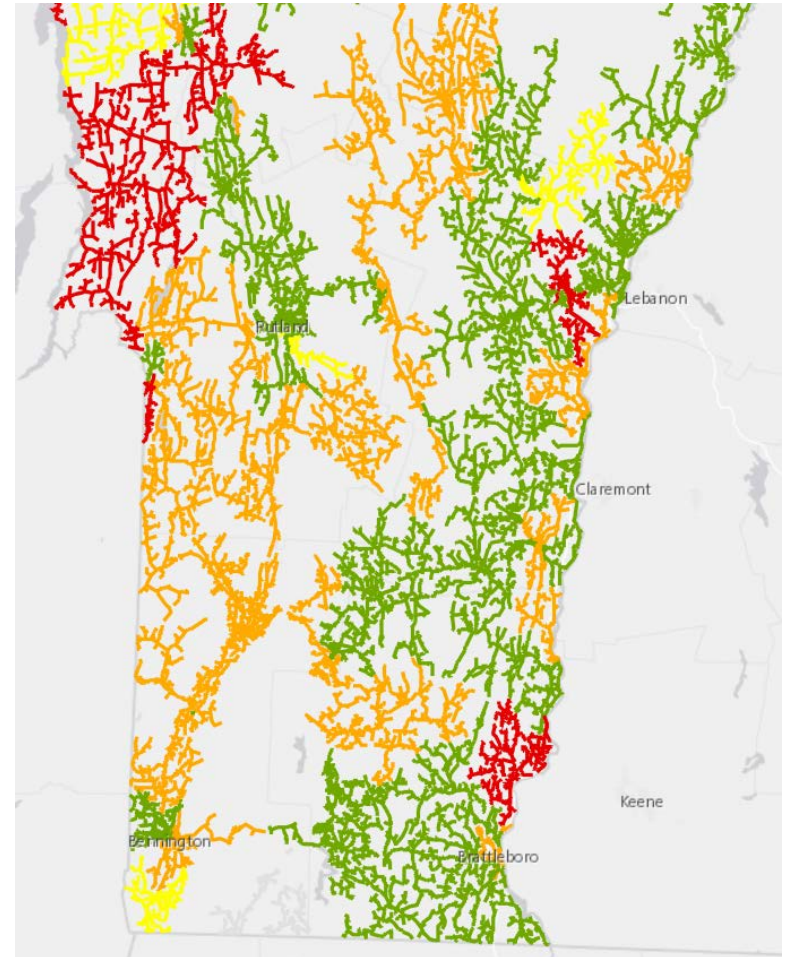 Lebanon
Rutland
Claremont
Keene
Bennington
Brattleboro